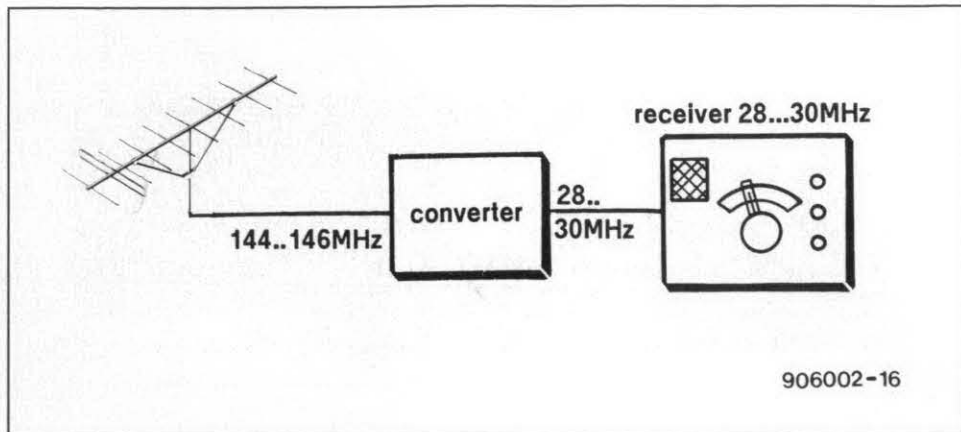 receiver 28...30MHz
converter
144..146MHz
28..
30MHz
906002-16